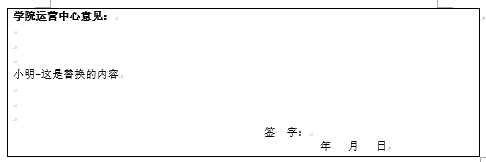 学院运营中心意见：
小明-这是替换的内容
签 字：
年 月 日